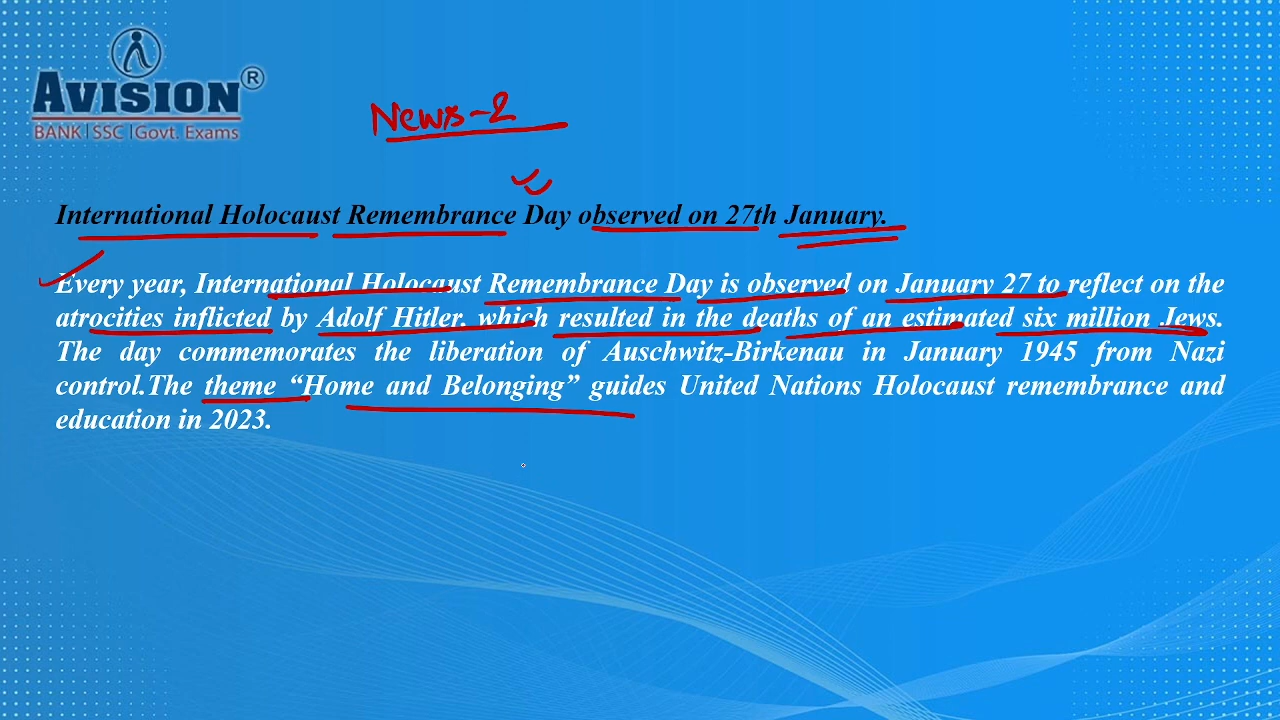 AVISION®
BANK|SSC|Govt. Exams
News-2
International Holocaust Remembrance Day observed on 27th January.
Every year, International Holocaust Remembrance Day is observed on January 27 to reflect on the
atrocities inflicted by Adolf Hitler, which resulted in the deaths of an estimated six million Jews.
The day commemorates the liberation of Auschwitz-Birkenau in January 1945 from Nazi
control.The theme “Home and Belonging” guides United Nations Holocaust remembrance and
education in 2023.